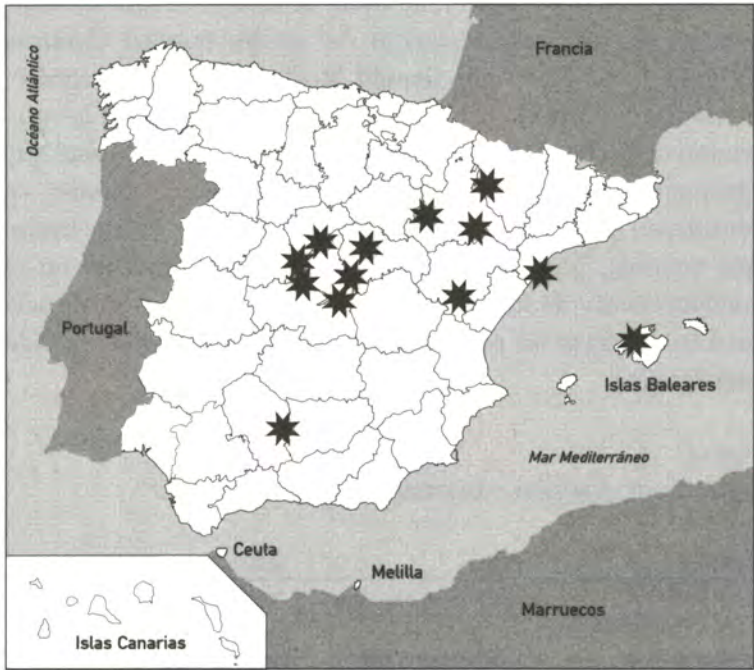 Océano Atlántico
Francia
Portugal
Islas Baleares
Mar Mediterráneo
Ceuta
Melilla
Marruecos
Islas Canarias